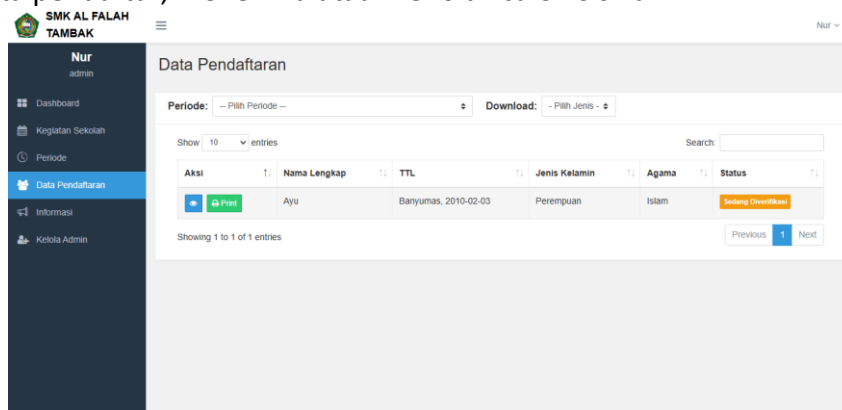 SMK AL FALAH
TAMBAK
Nur
Nur
admin
Dashboard
Kegiatan Sekolah
Periode
Data Pendaftaran
Informasi
Kelola Admin
Data Pendaftaran
Periode: -- Pilih Periode -- Download: - Pilih Jenis -
Show 10 entries Search:
Aksi Nama Lengkap TTL Jenis Kelamin Agama Status
Print Ayu Banyumas, 2010-02-03 Perempuan Islam Sedang Diverifikasi
Showing 1 to 1 of 1 entries Previous 1 Next